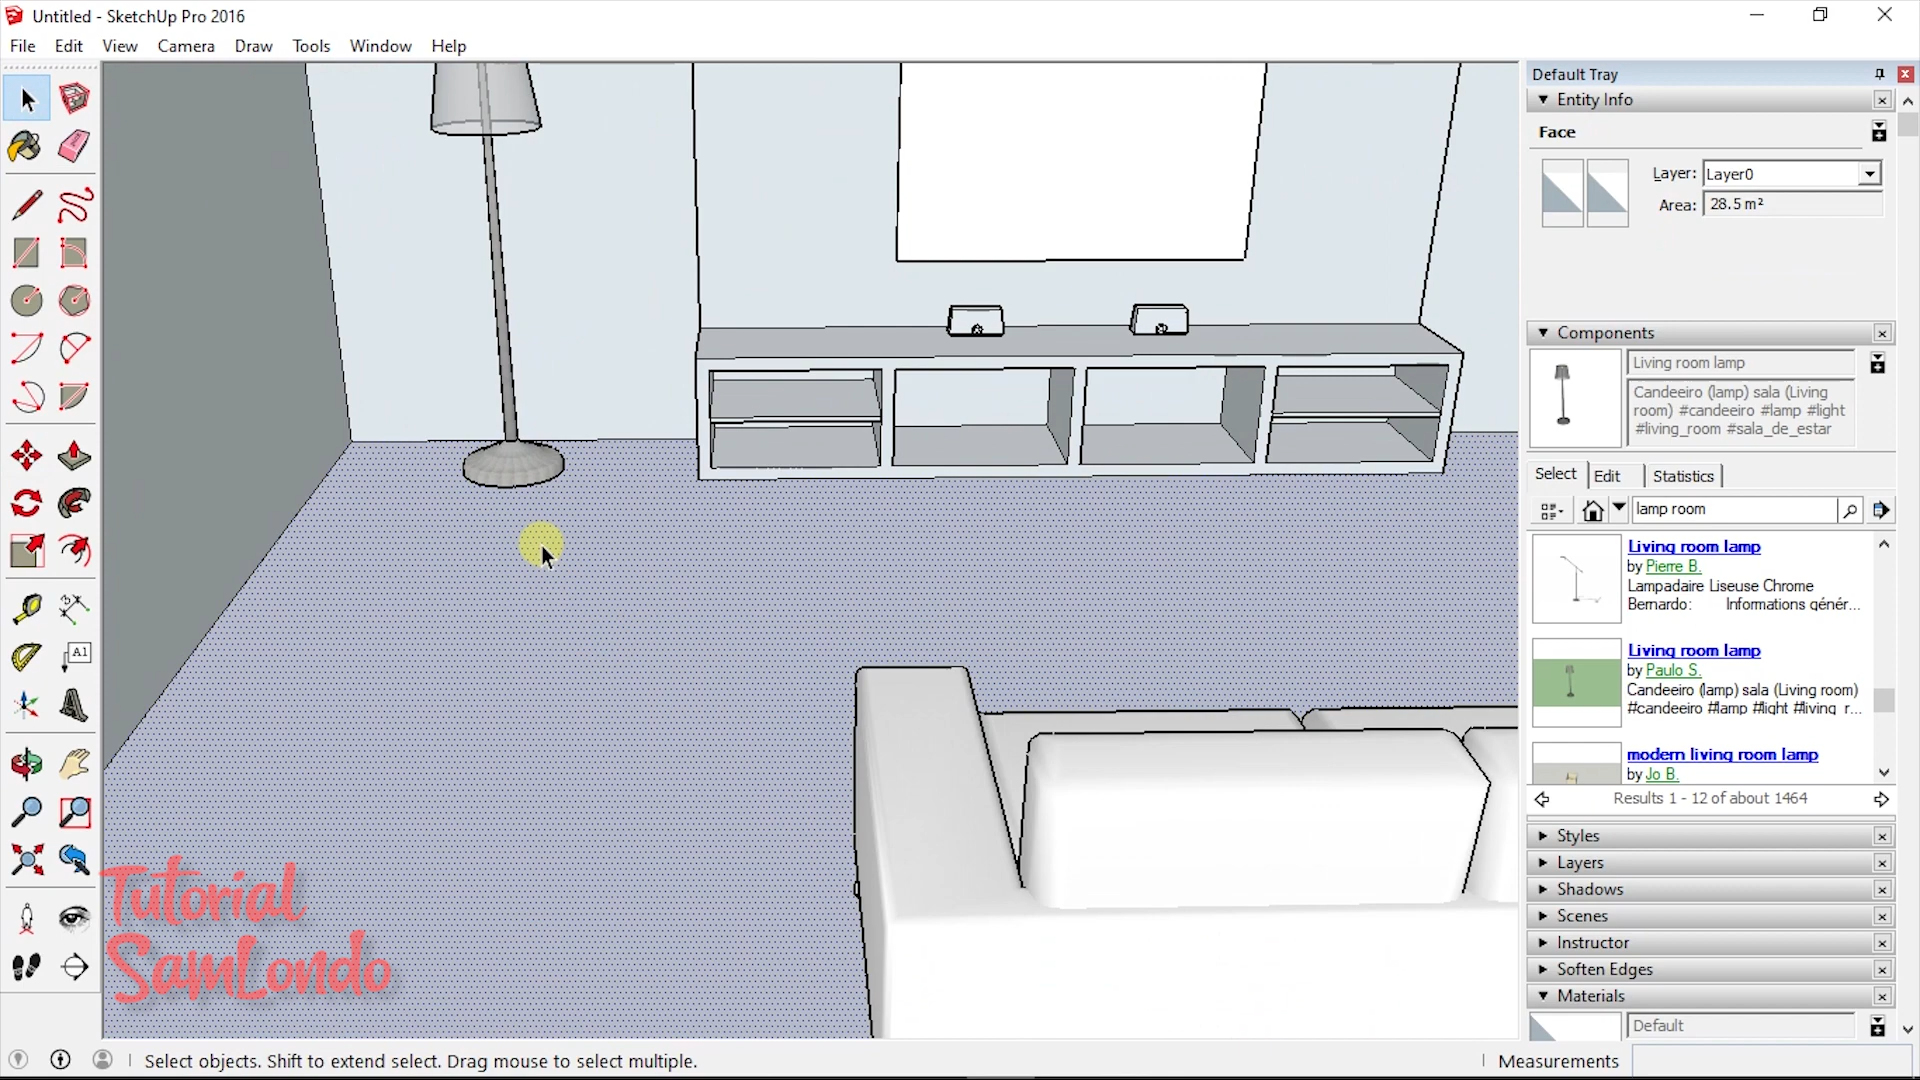 Untitled - SketchUp Pro 2016
File Edit View Camera Draw Tools Window Help
Default Tray
Entity Info
Face
Layer: Layer0
Area: 28.5 m²
Components
Living room lamp
Candeeiro (lamp) sala (Living
room) #candeeiro #lamp #light
#living_room #sala_de_estar
Select Edit Statistics
lamp room
Living room lamp
by Pierre B.
Lampadaire Liseuse Chrome
Bernardo: Informations génér...
Living room lamp
by Paulo S.
Candeeiro (lamp) sala (Living room)
#candeeiro #lamp #light #living_r...
modern living room lamp
by Jo B.
Results 1 - 12 of about 1464
Styles
Layers
Shadows
Scenes
Instructor
Soften Edges
Materials
Default
A1
Tutorial
SamLondo
Select objects. Shift to extend select. Drag mouse to select multiple.
Measurements